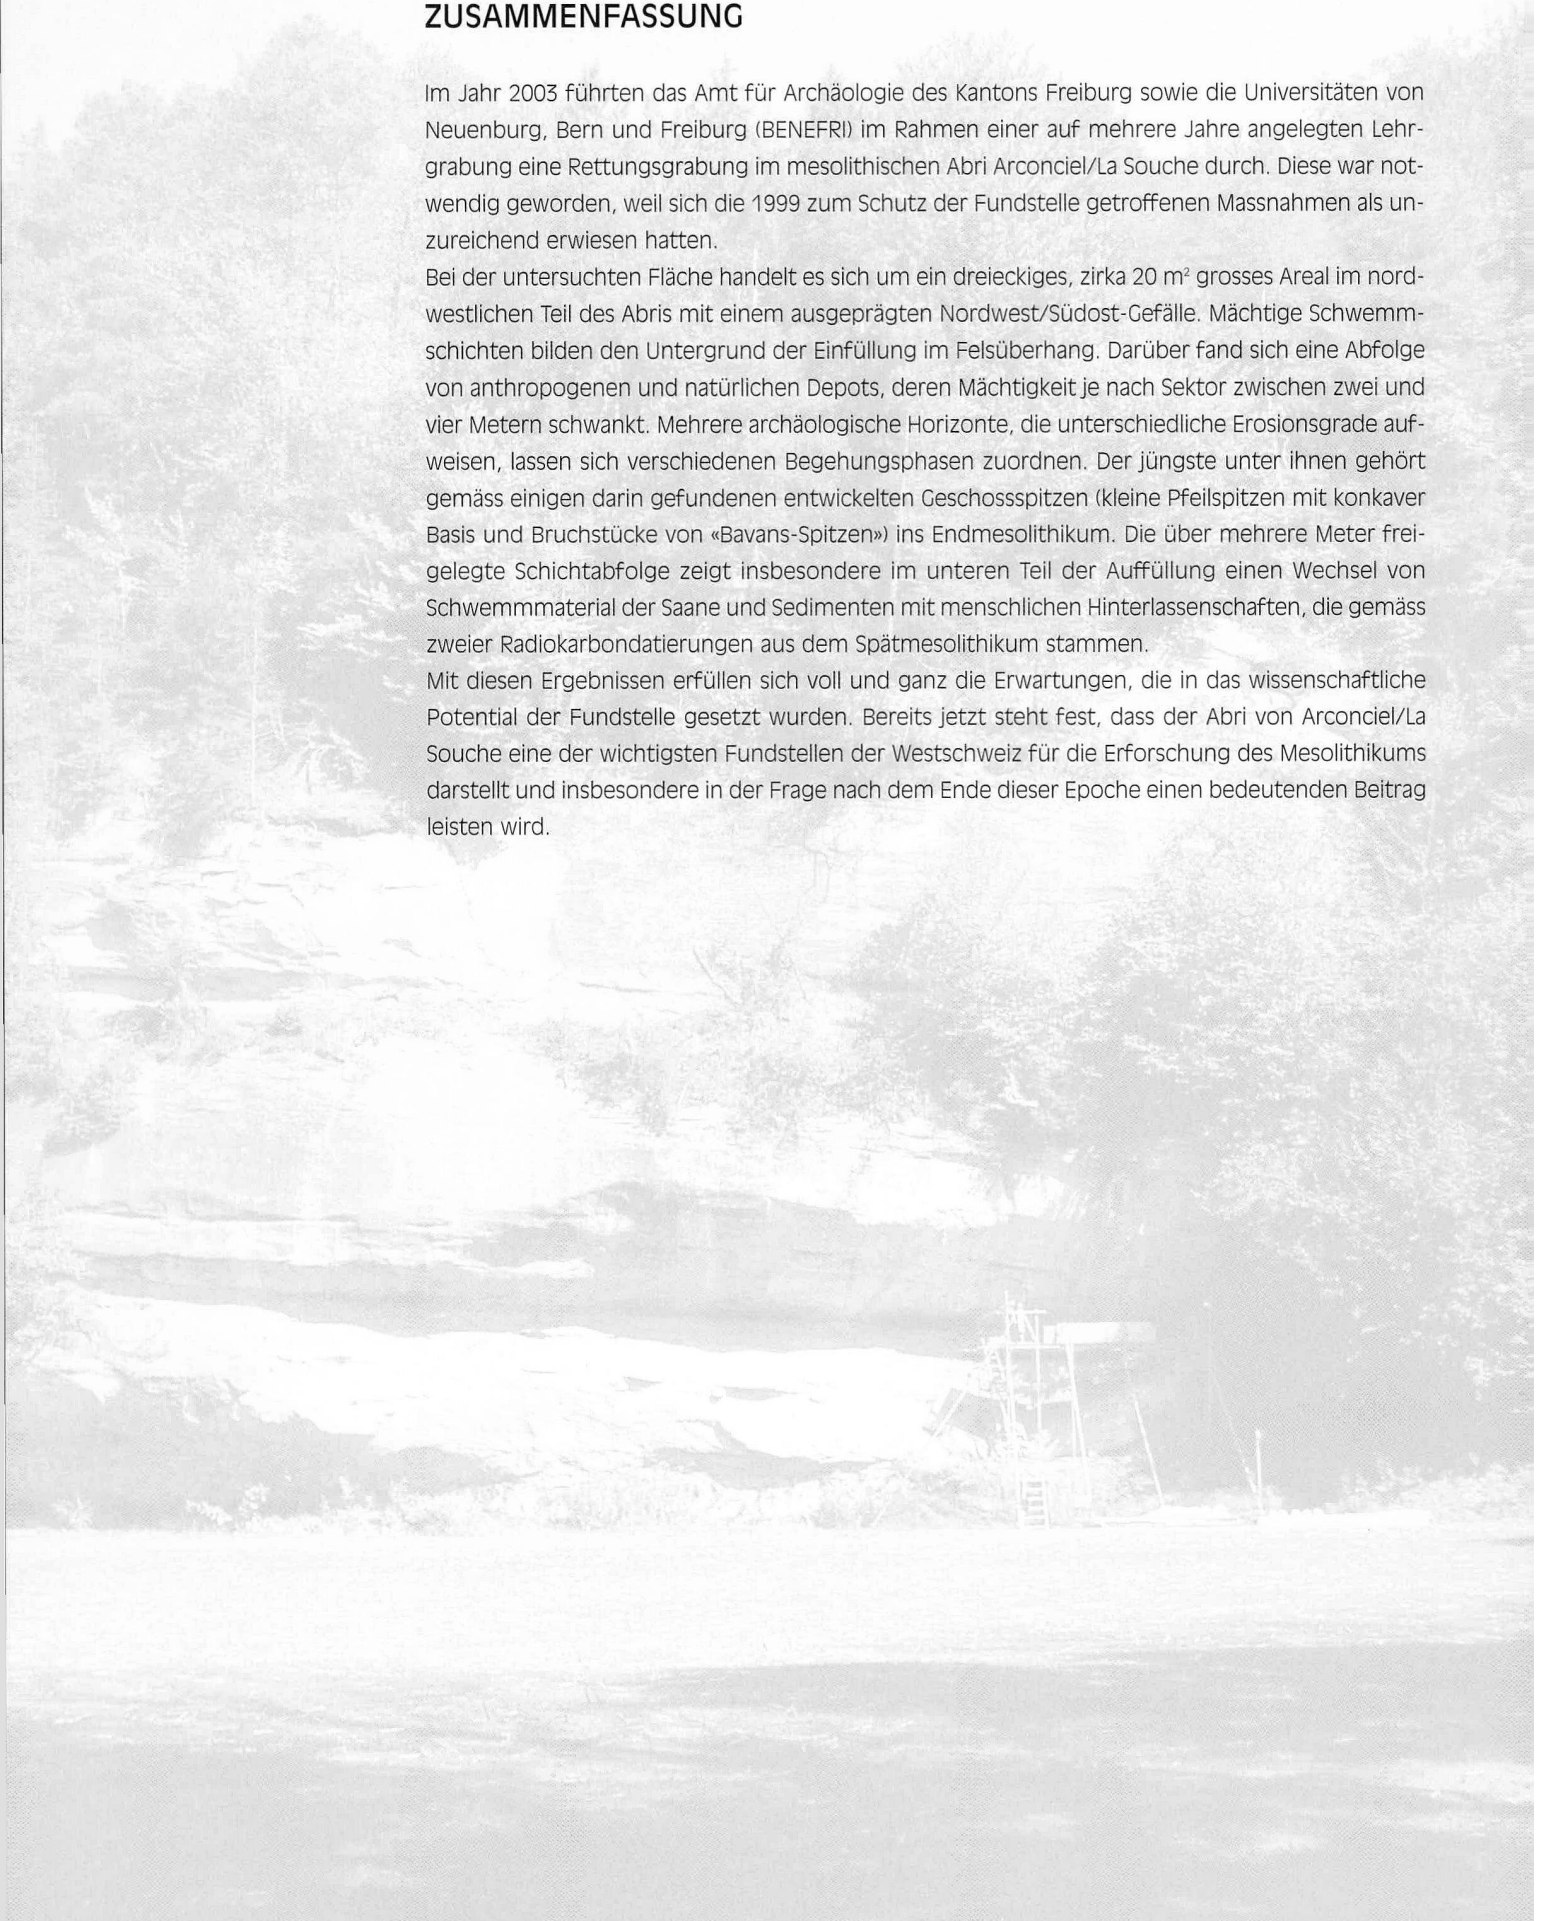 ZUSAMMENFASSUNG
Im Jahr 2003 führten das Amt für Archäologie des Kantons Freiburg sowie die Universitäten von
Neuenburg, Bern und Freiburg (BENEFRI) im Rahmen einer auf mehrere Jahre angelegten Lehr-
grabung eine Rettungsgrabung im mesolithischen Abri Arconciel/La Souche durch. Diese war not-
wendig geworden, weil sich die 1999 zum Schutz der Fundstelle getroffenen Massnahmen als un-
zureichend erwiesen hatten.
Bei der untersuchten Fläche handelt es sich um ein dreieckiges, zirka 20 m² grosses Areal im nord-
westlichen Teil des Abris mit einem ausgeprägten Nordwest/Südost-Gefälle. Mächtige Schwemm-
schichten bilden den Untergrund der Einfüllung im Felsüberhang. Darüber fand sich eine Abfolge
von anthropogenen und natürlichen Depots, deren Mächtigkeit je nach Sektor zwischen zwei und
vier Metern schwankt. Mehrere archäologische Horizonte, die unterschiedliche Erosionsgrade auf-
weisen, lassen sich verschiedenen Begehungsphasen zuordnen. Der jüngste unter ihnen gehört
gemäss einigen darin gefundenen entwickelten Geschossspitzen (kleine Pfeilspitzen mit konkaver
Basis und Bruchstücke von «Bavans-Spitzen») ins Endmesolithikum. Die über mehrere Meter frei-
gelegte Schichtabfolge zeigt insbesondere im unteren Teil der Auffüllung einen Wechsel von
Schwemmmaterial der Saane und Sedimenten mit menschlichen Hinterlassenschaften, die gemäss
zweier Radiokarbondatierungen aus dem Spätmesolithikum stammen.
Mit diesen Ergebnissen erfüllen sich voll und ganz die Erwartungen, die in das wissenschaftliche
Potential der Fundstelle gesetzt wurden. Bereits jetzt steht fest, dass der Abri von Arconciel/La
Souche eine der wichtigsten Fundstellen der Westschweiz für die Erforschung des Mesolithikums
darstellt und insbesondere in der Frage nach dem Ende dieser Epoche einen bedeutenden Beitrag
leisten wird.